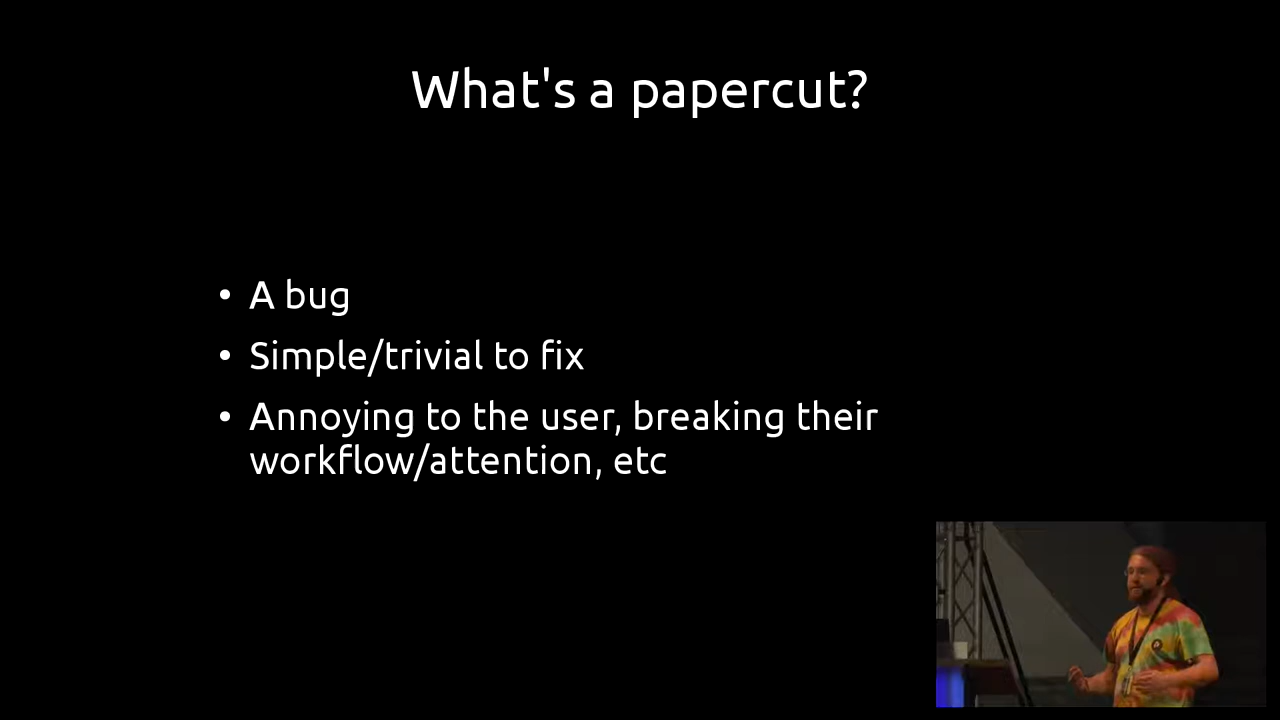 What's a papercut?
• A bug
• Simple/trivial to fix
• Annoying to the user, breaking their
workflow/attention, etc